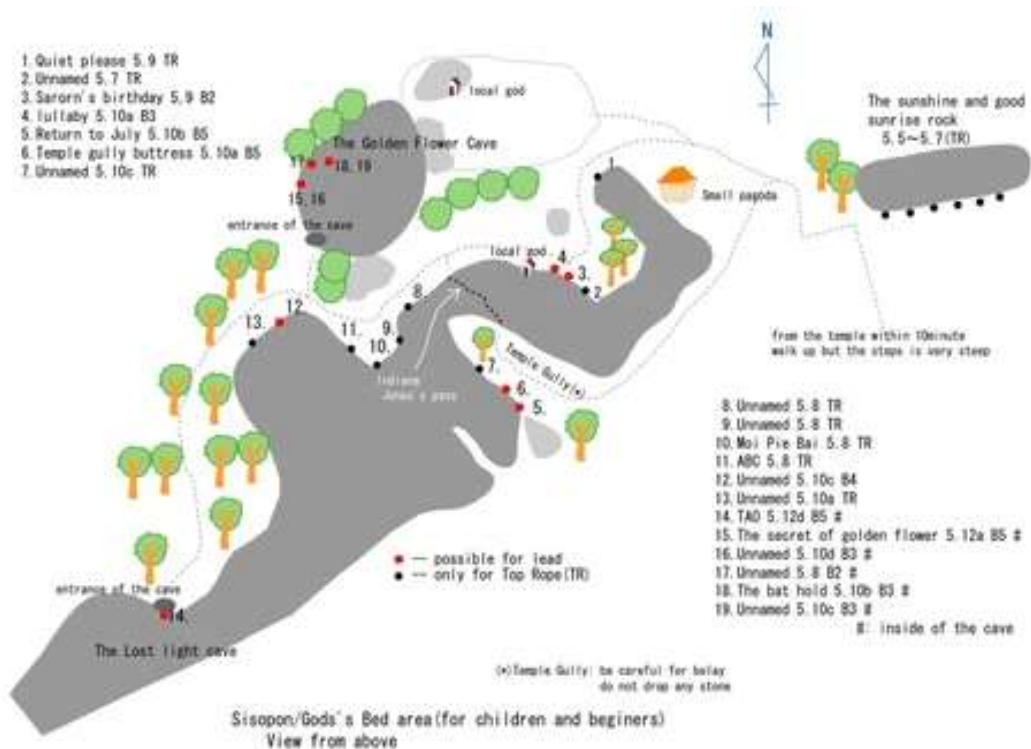 1. Quiet please 5.9 TR
2. Unnamed 5.7 TR
3. Sarorn's birthday 5.9 B2
4. lullaby 5.10a B3
5. Return to July 5.10b B5
6. Temple gully buttress 5.10a B5
7. Unnamed 5.10c TR
N
local god
The Golden Flower Cave
17
18, 19
15, 16
entrance of the cave
1.
Small pagoda
The sunshine and good
sunrise rock
5.5～5.7(TR)
local god
4.
3.
2
8
9.
10.
11.
12
13.
Indiana
Jones's pass
Temple Gully(*)
7.
6.
5.
from the temple within 10minute
walk up but the steps is very steep
8. Unnamed 5.8 TR
9. Unnamed 5.8 TR
10. Moi Pie Bai 5.8 TR
11. ABC 5.8 TR
12. Unnamed 5.10c B4
13. Unnamed 5.10a TR
14. TAO 5.12d B5 #
15. The secret of golden flower 5.12a B5 #
16. Unnamed 5.10d B3 #
17. Unnamed 5.8 B2 #
18. The bat hold 5.10b B3 #
19. Unnamed 5.10c B3 #
#: inside of the cave
— possible for lead
--- only for Top Rope(TR)
entrance of the cave
14.
The Lost light cave
(*)Temple Gully: be careful for belay
do not drop any stone
Sisopon/Gods's Bed area(for children and beginers)
View from above